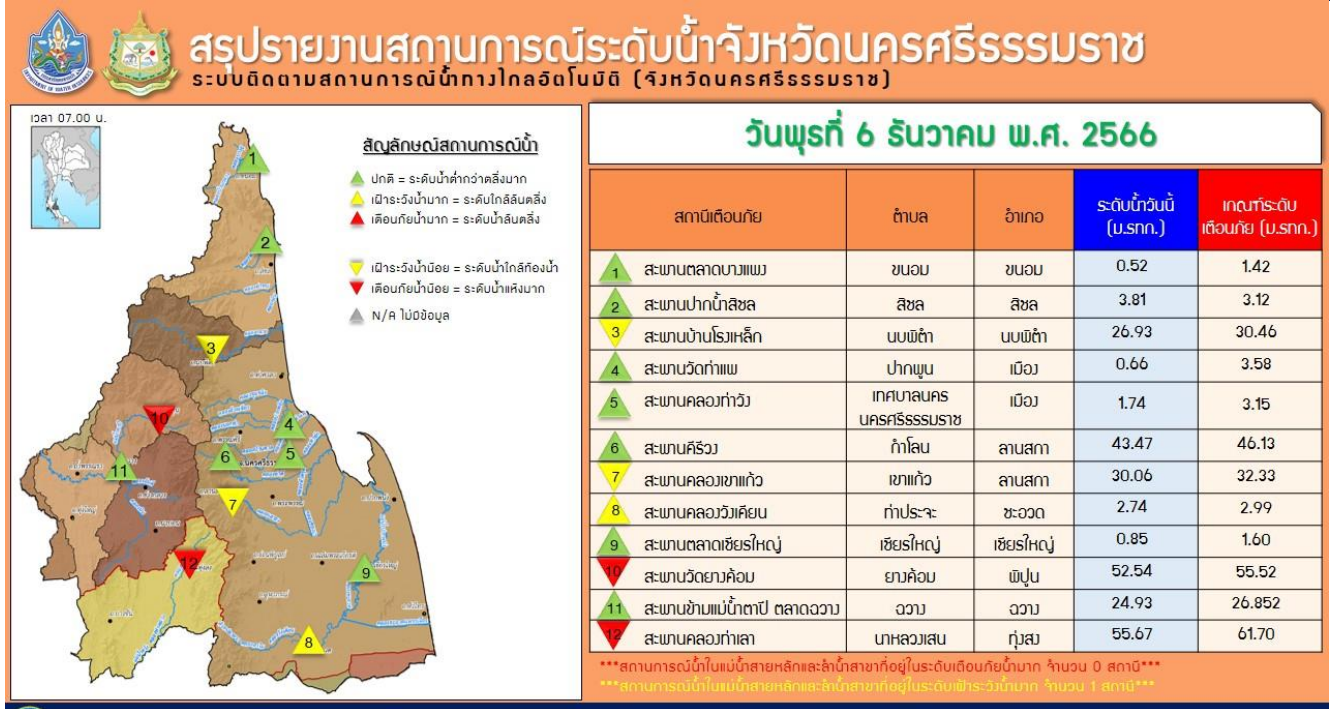 สรุปรายงานสถานการณ์ระดับน้ำจังหวัดนครศรีธรรมราช
ระบบติดตามสถานการณ์น้ำทางไกลอัตโนมัติ (จังหวัดนครศรีธรรมราช)
เวลา 07.00 น.
สัญลักษณ์สถานการณ์น้ำ
ปกติ = ระดับน้ำต่ำกว่าตลิ่งมาก
เฝ้าระวังน้ำมาก = ระดับใกล้ล้นตลิ่ง
เตือนภัยน้ำมาก = ระดับน้ำล้นตลิ่ง
เฝ้าระวังน้ำน้อย = ระดับน้ำใกล้ท้องน้ำ
เตือนภัยน้ำน้อย = ระดับน้ำแห้งมาก
N/A ไม่มีข้อมูล
1
2
3
10
4
5
6
11
7
12
9
8
วันพุธที่ 6 ธันวาคม พ.ศ. 2566
สถานีเตือนภัย ตำบล อำเภอ ระดับน้ำวันนี้ (ม.รทก.) เกณฑ์ระดับเตือนภัย (ม.รทก.)
1 สะพานตลาดบางแพง ขนอม ขนอม 0.52 1.42
2 สะพานปากน้ำสิชล สิชล สิชล 3.81 3.12
3 สะพานบ้านโรงเหล็ก นบพิตำ นบพิตำ 26.93 30.46
4 สะพานวัดท่าแพ ปากพูน เมือง 0.66 3.58
5 สะพานคลองท่าวัง เทศบาลนครนครศรีธรรมราช เมือง 1.74 3.15
6 สะพานคีรีวง กำโลน ลานสกา 43.47 46.13
7 สะพานคลองเขาแก้ว เขาแก้ว ลานสกา 30.06 32.33
8 สะพานคลองวังเคียน ท่าประจะ ชะอวด 2.74 2.99
9 สะพานตลาดเชียรใหญ่ เชียรใหญ่ เชียรใหญ่ 0.85 1.60
10 สะพานวัดยางค้อม ยางค้อม พิปูน 52.54 55.52
11 สะพานข้ามแม่น้ำตาปี ตลาดฉวาง ฉวาง ฉวาง 24.93 26.852
12 สะพานคลองท่าเลา นาหลวงเสน ทุ่งสง 55.67 61.70
***สถานการณ์น้ำในแม่น้ำสายหลักและลำน้ำสาขาที่อยู่ในระดับเตือนภัยน้ำมาก จำนวน 0 สถานี***
***สถานการณ์น้ำในแม่น้ำสายหลักและลำน้ำสาขาที่อยู่ในระดับเฝ้าระวังน้ำมาก จำนวน 1 สถานี***